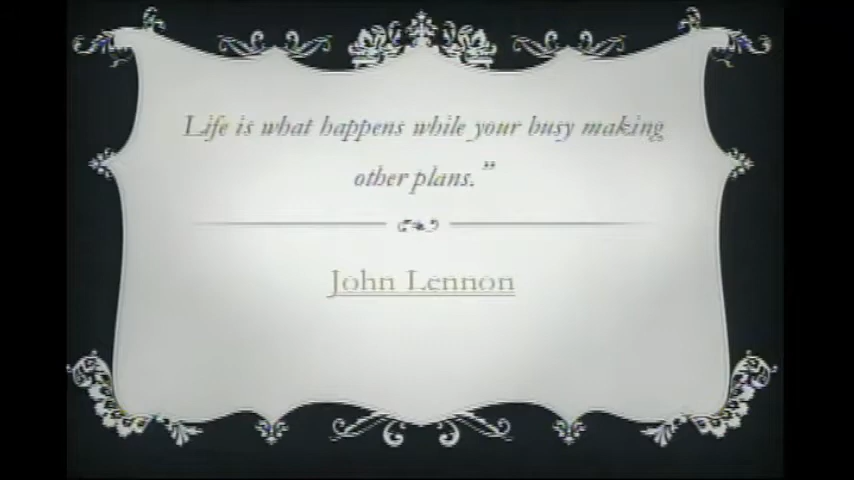 Life is what happens while your busy making
other plans.”
John Lennon